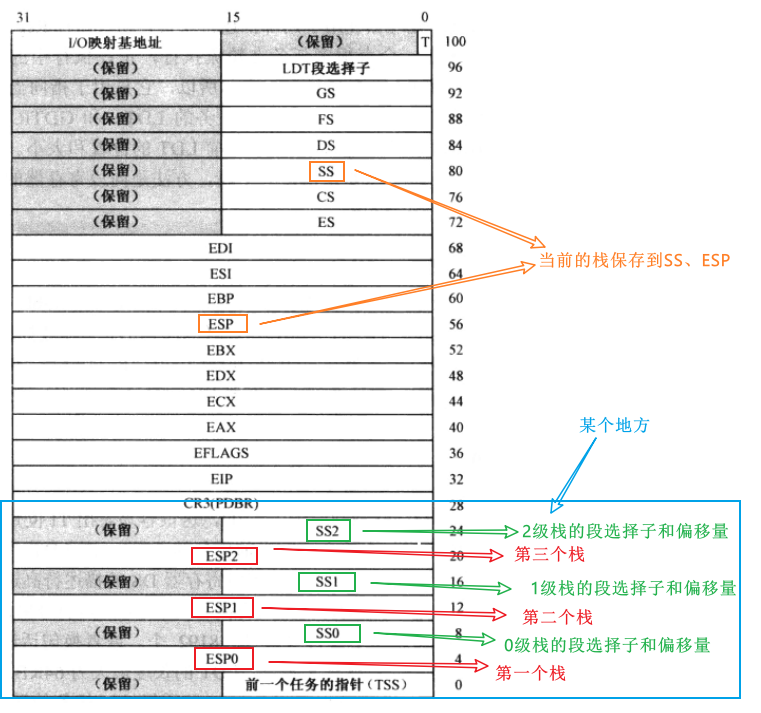 31 15 0
I/O映射基地址 （保留） T 100
（保留） LDT段选择子 96
（保留） GS 92
（保留） FS 88
（保留） DS 84
（保留） SS 80
（保留） CS 76
（保留） ES 72
EDI 68
ESI 64
当前的栈保存到SS、ESP
EBP 60
ESP 56
EBX 52
EDX 48
ECX 44
EAX 40
某个地方
EFLAGS 36
EIP 32
CR3(PDBR) 28
（保留） SS2 24 2级栈的段选择子和偏移量
ESP2 20 第三个栈
（保留） SS1 16 1级栈的段选择子和偏移量
ESP1 12 第二个栈
（保留） SS0 8 0级栈的段选择子和偏移量
ESP0 4 第一个栈
（保留） 前一个任务的指针（TSS） 0